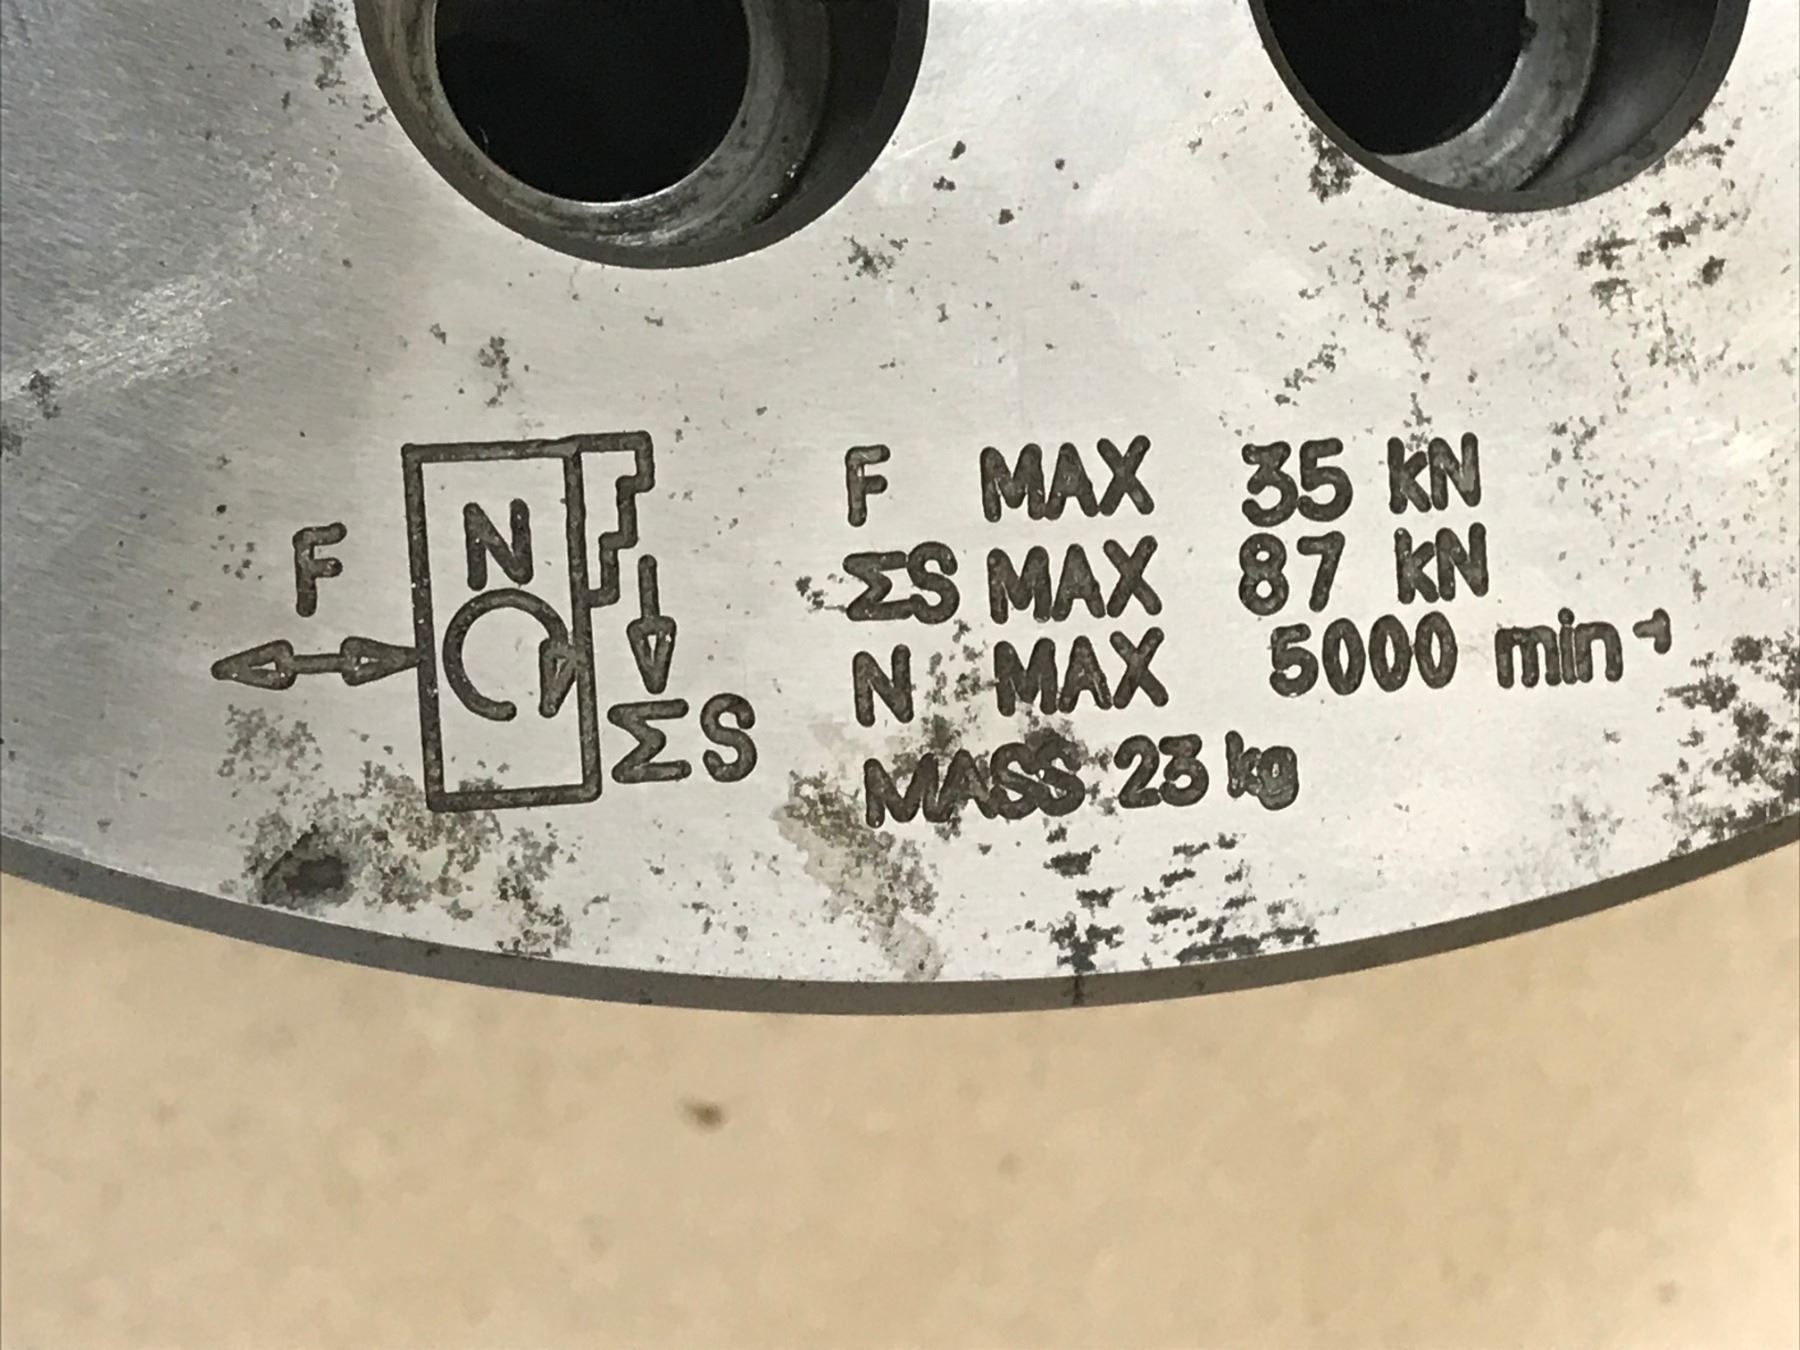 F MAX 35 kN
ΣS MAX 87 kN
N MAX 5000 min⁻¹
MASS 23 kg
N
F
ΣS